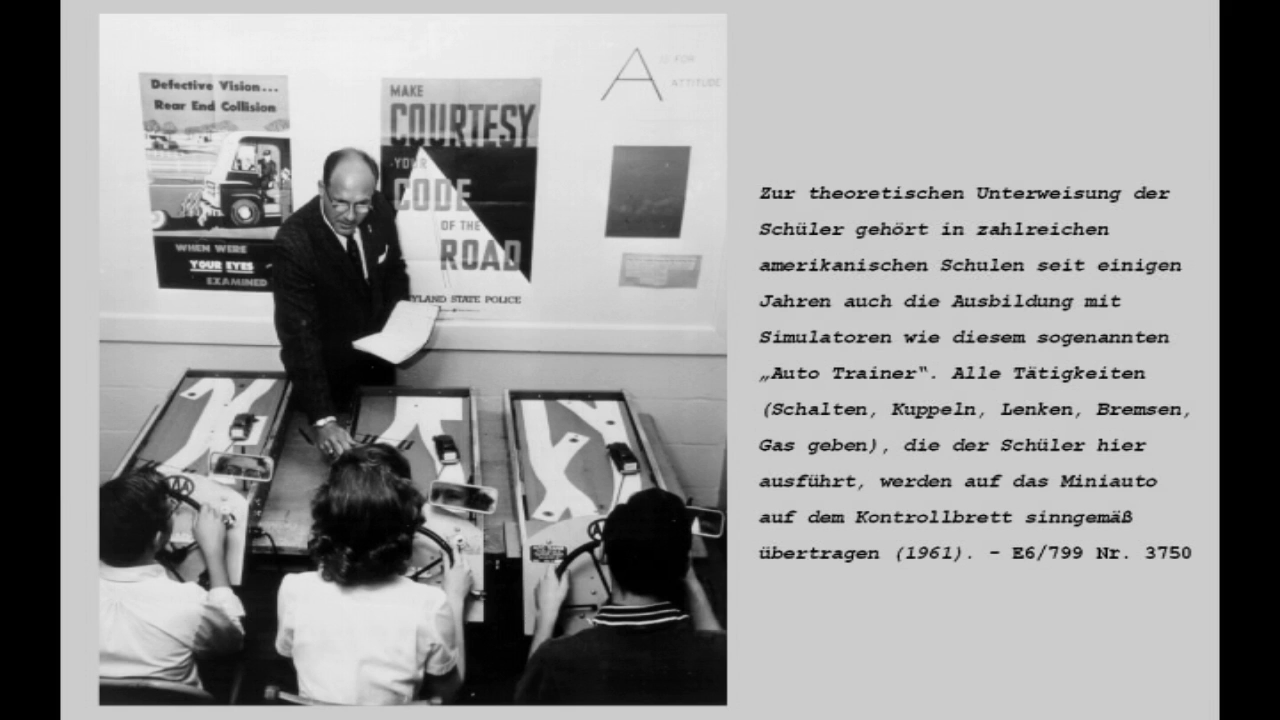 Defective Vision...
Rear End Collision
WHEN WERE
YOUR EYES
EXAMINED
MAKE
COURTESY
YOUR
CODE
OF THE
ROAD
YLAND STATE POLICE
A IS FOR
ATTITUDE
AAA
Zur theoretischen Unterweisung der
Schüler gehört in zahlreichen
amerikanischen Schulen seit einigen
Jahren auch die Ausbildung mit
Simulatoren wie diesem sogenannten
„Auto Trainer“. Alle Tätigkeiten
(Schalten, Kuppeln, Lenken, Bremsen,
Gas geben), die der Schüler hier
ausführt, werden auf das Miniauto
auf dem Kontrollbrett sinngemäß
übertragen (1961). - E6/799 Nr. 3750